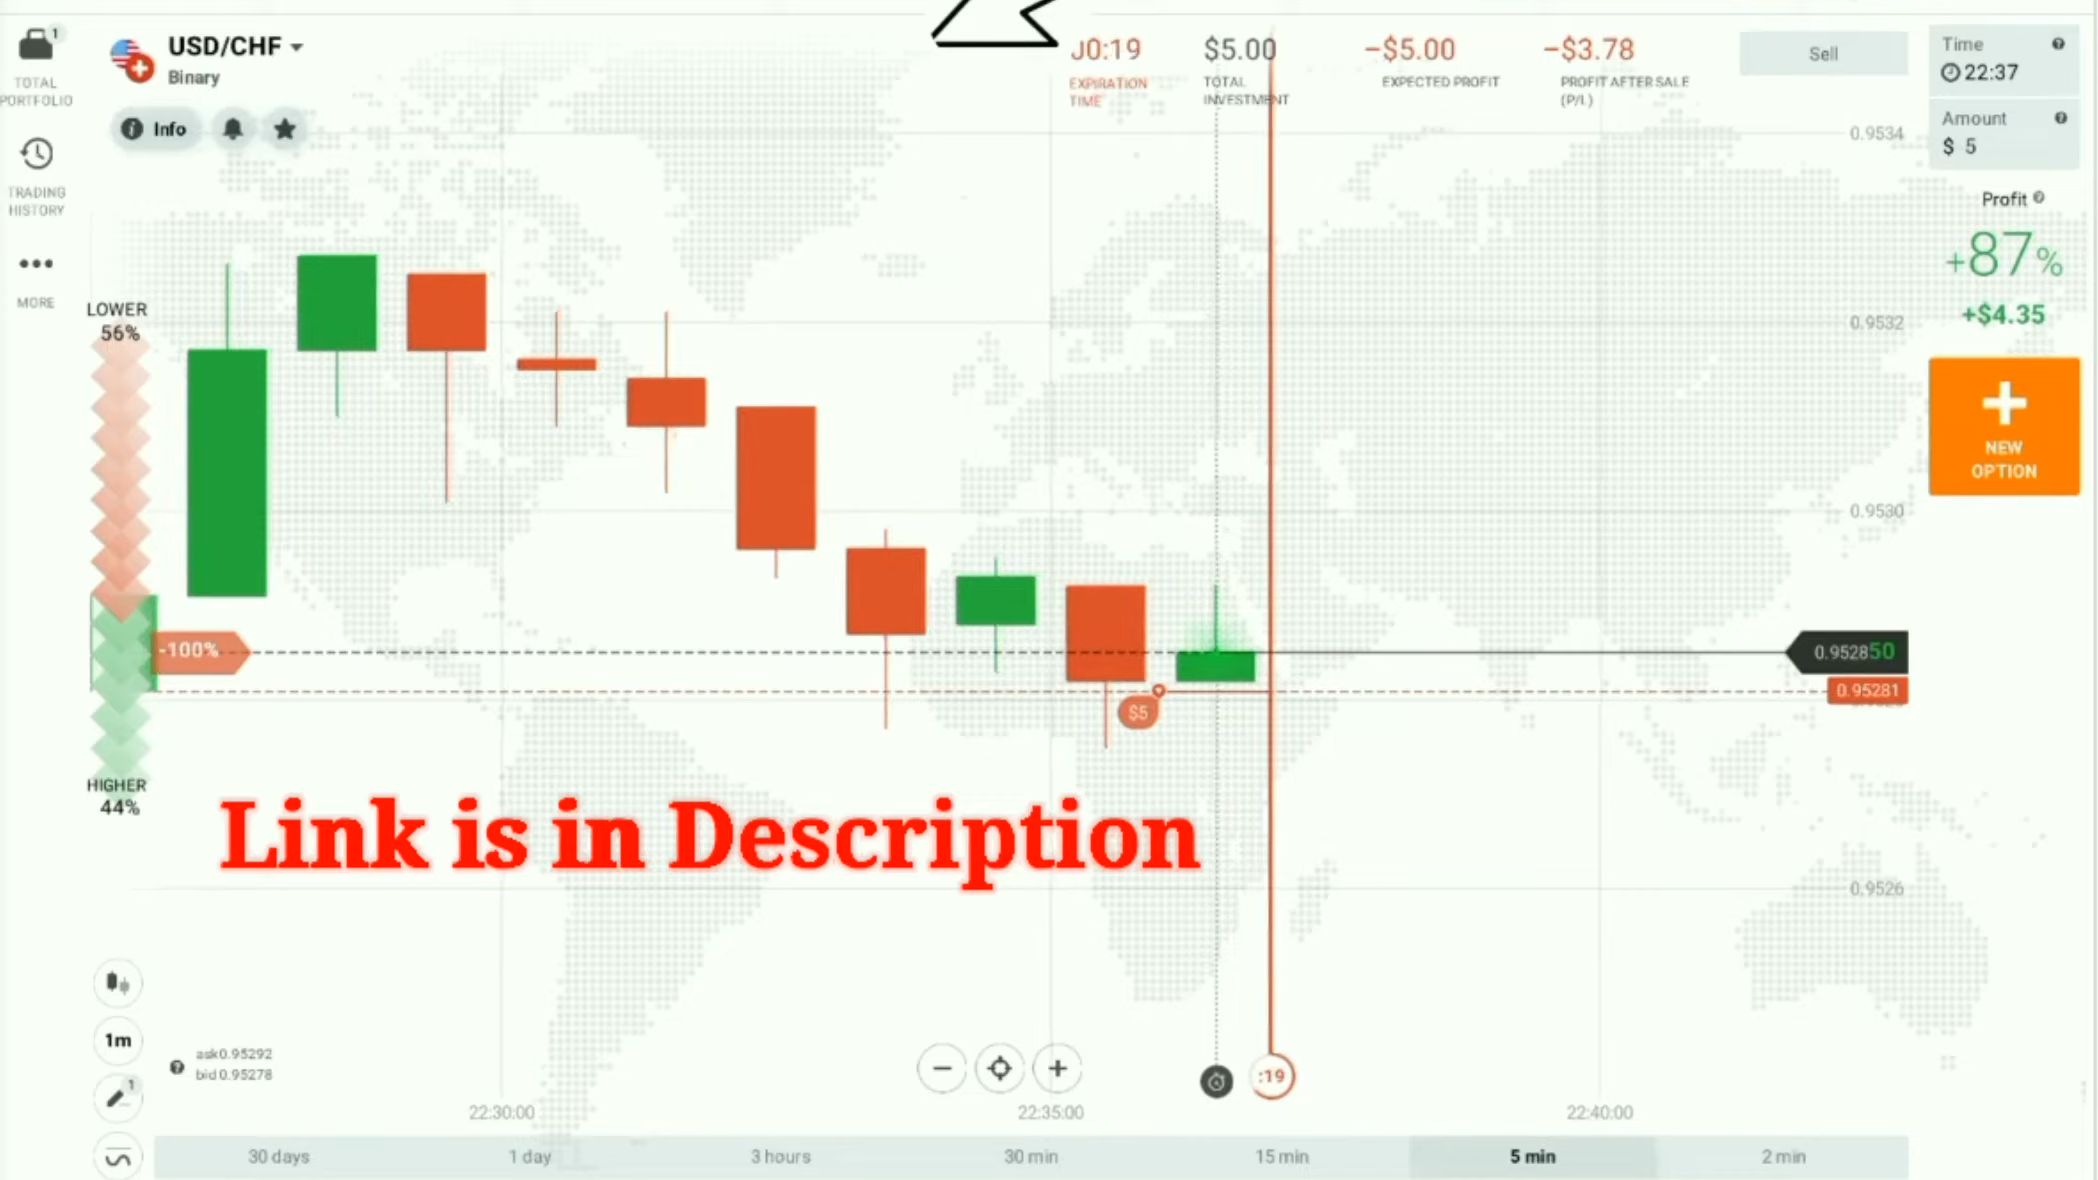 1
TOTAL
PORTFOLIO
TRADING
HISTORY
MORE
USD/CHF
Binary
Info
00:19
EXPIRATION
TIME
$5.00
TOTAL
INVESTMENT
−$5.00
EXPECTED PROFIT
−$3.78
PROFIT AFTER SALE
(P/L)
Sell
Time
22:37
Amount
$ 5
Profit
+87%
+$4.35
+
NEW
OPTION
LOWER
56%
HIGHER
44%
-100%
$5
0.9534
0.9532
0.9530
0.952850
0.95281
0.9526
Link is in Description
1m
1
ask 0.95292
bid 0.95278
:19
22:30:00
22:35:00
22:40:00
30 days
1 day
3 hours
30 min
15 min
5 min
2 min